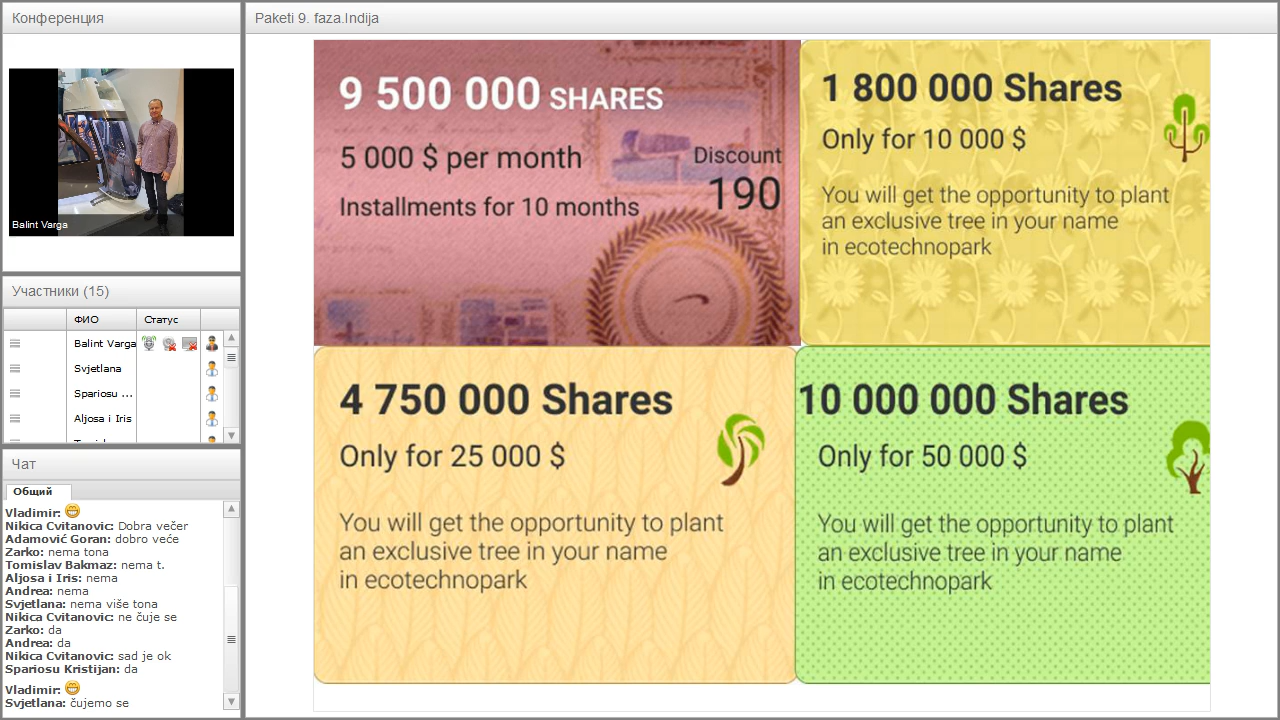 Конференция
Balint Varga
Участники (15)
ФИО
Статус
Balint Varga
Svjetlana
Spariosu ...
Aljosa i Iris
Чат
Общий
Vladimir:
Nikica Cvitanovic: Dobra večer
Adamović Goran: dobro veće
Zarko: nema tona
Tomislav Bakmaz: nema t.
Aljosa i Iris: nema
Andrea: nema
Svjetlana: nema više tona
Nikica Cvitanovic: ne čuje se
Zarko: da
Andrea: da
Nikica Cvitanovic: sad je ok
Spariosu Kristijan: da
Vladimir:
Svjetlana: čujemo se
Paketi 9. faza.Indija
9 500 000 SHARES
5 000 $ per month
Installments for 10 months
Discount
190
1 800 000 Shares
Only for 10 000 $
You will get the opportunity to plant
an exclusive tree in your name
in ecotechnopark
4 750 000 Shares
Only for 25 000 $
You will get the opportunity to plant
an exclusive tree in your name
in ecotechnopark
10 000 000 Shares
Only for 50 000 $
You will get the opportunity to plant
an exclusive tree in your name
in ecotechnopark